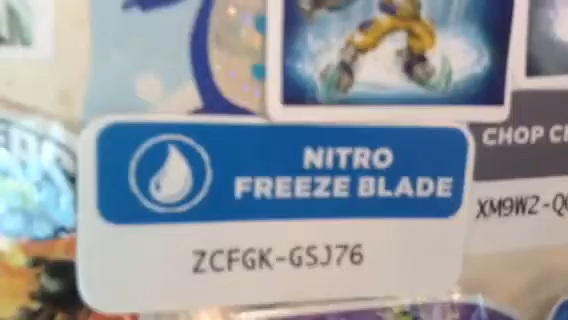 NITRO
FREEZE BLADE
ZCFGK-GSJ76
CHOP
XM9WZ-